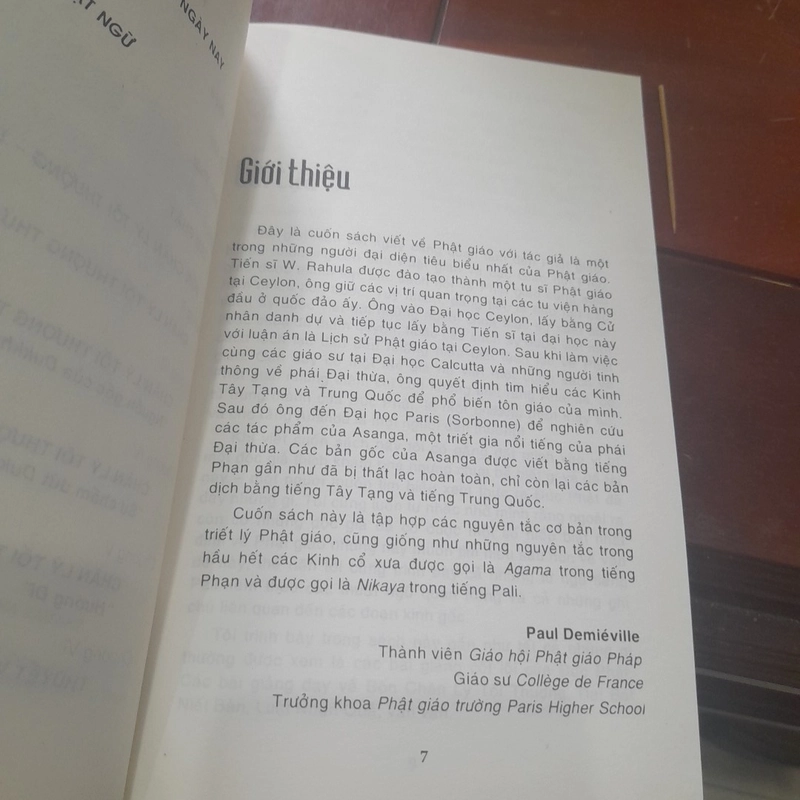 NGÀY NAY
ẬT NGỮ
Giới thiệu
Đây là cuốn sách viết về Phật giáo với tác giả là một
trong những người đại diện tiêu biểu nhất của Phật giáo.
Tiến sĩ W. Rahula được đào tạo thành một tu sĩ Phật giáo
tại Ceylon, ông giữ các vị trí quan trọng tại các tu viện hàng
đầu ở quốc đảo ấy. Ông vào Đại học Ceylon, lấy bằng Cử
nhân danh dự và tiếp tục lấy bằng Tiến sĩ tại đại học này
với luận án là Lịch sử Phật giáo tại Ceylon. Sau khi làm việc
cùng các giáo sư tại Đại học Calcutta và những người tinh
thông về phái Đại thừa, ông quyết định tìm hiểu các Kinh
Tây Tạng và Trung Quốc để phổ biến tôn giáo của mình.
Sau đó ông đến Đại học Paris (Sorbonne) để nghiên cứu
các tác phẩm của Asanga, một triết gia nổi tiếng của phái
Đại thừa. Các bản gốc của Asanga được viết bằng tiếng
Phạn gần như đã bị thất lạc hoàn toàn, chỉ còn lại các bản
dịch bằng tiếng Tây Tạng và tiếng Trung Quốc.
Cuốn sách này là tập hợp các nguyên tắc cơ bản trong
triết lý Phật giáo, cũng giống như những nguyên tắc trong
hầu hết các Kinh cổ xưa được gọi là Agama trong tiếng
Phạn và được gọi là Nikaya trong tiếng Pali.
Paul Demiéville
Thành viên Giáo hội Phật giáo Pháp
Giáo sư Collège de France
Trưởng khoa Phật giáo trường Paris Higher School
7